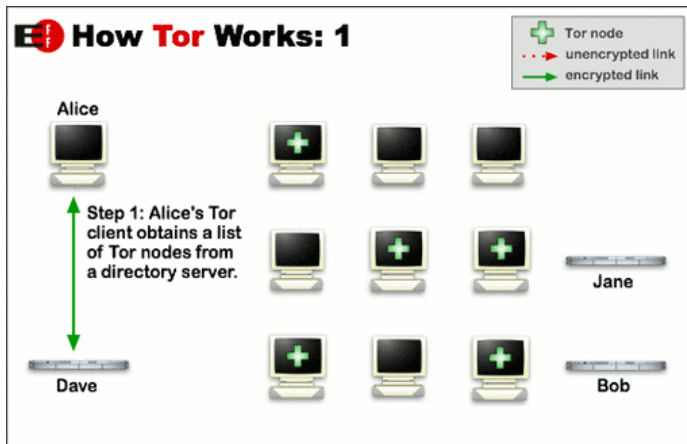 EFF How Tor Works: 1
Tor node
unencrypted link
encrypted link
Alice
Step 1: Alice's Tor
client obtains a list
of Tor nodes from
a directory server.
Jane
Dave
Bob